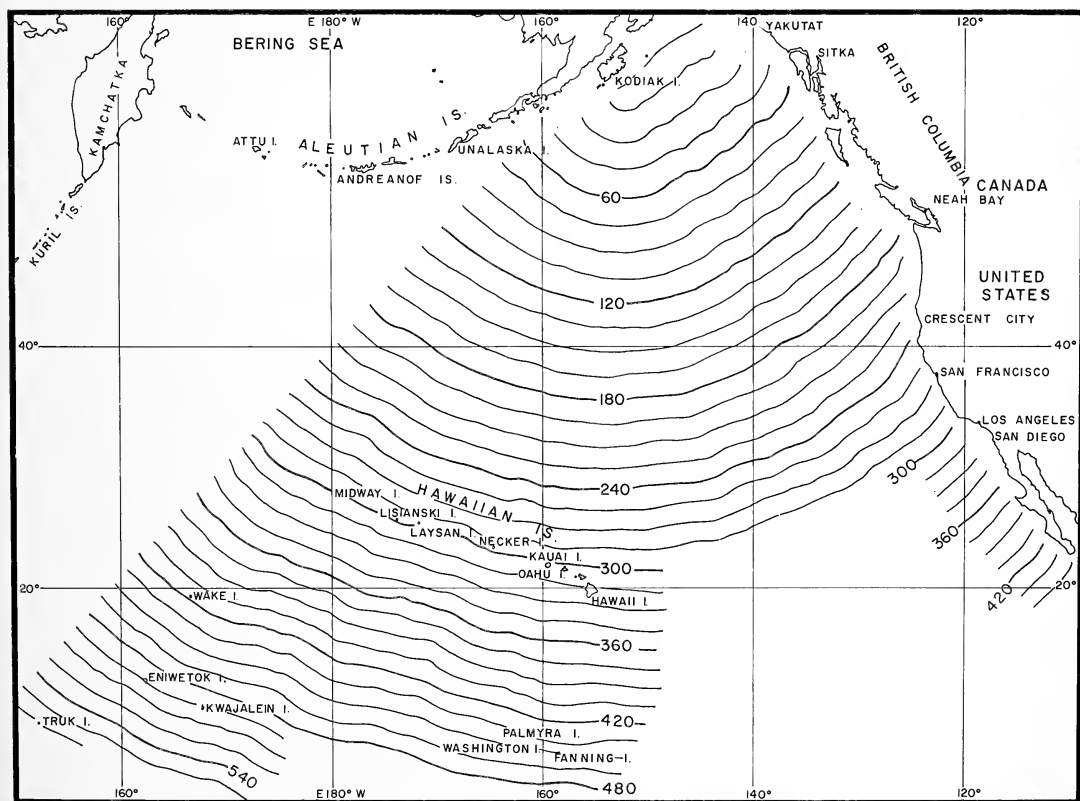 160°
E 180° W
160°
140°
120°
YAKUTAT
BERING SEA
SITKA
KODIAK I.
BRITISH COLUMBIA
KAMCHATKA
ATTU I.
ALEUTIAN IS.
UNALASKA I.
ANDREANOF IS.
CANADA
60
NEAH BAY
KURIL IS.
UNITED
STATES
120
CRESCENT CITY
40°
40°
SAN FRANCISCO
180
LOS ANGELES
SAN DIEGO
300
240
MIDWAY I.
HAWAIIAN IS.
LISIANSKI I.
LAYSAN I.
NECKER I.
360
KAUAI I.
300
OAHU I.
20°
20°
420
WAKE I.
HAWAII I.
360
ENIWETOK I.
KWAJALEIN I.
TRUK I.
420
PALMYRA I.
WASHINGTON I.
FANNING-I.
540
480
160°
E 180° W
160°
140°
120°